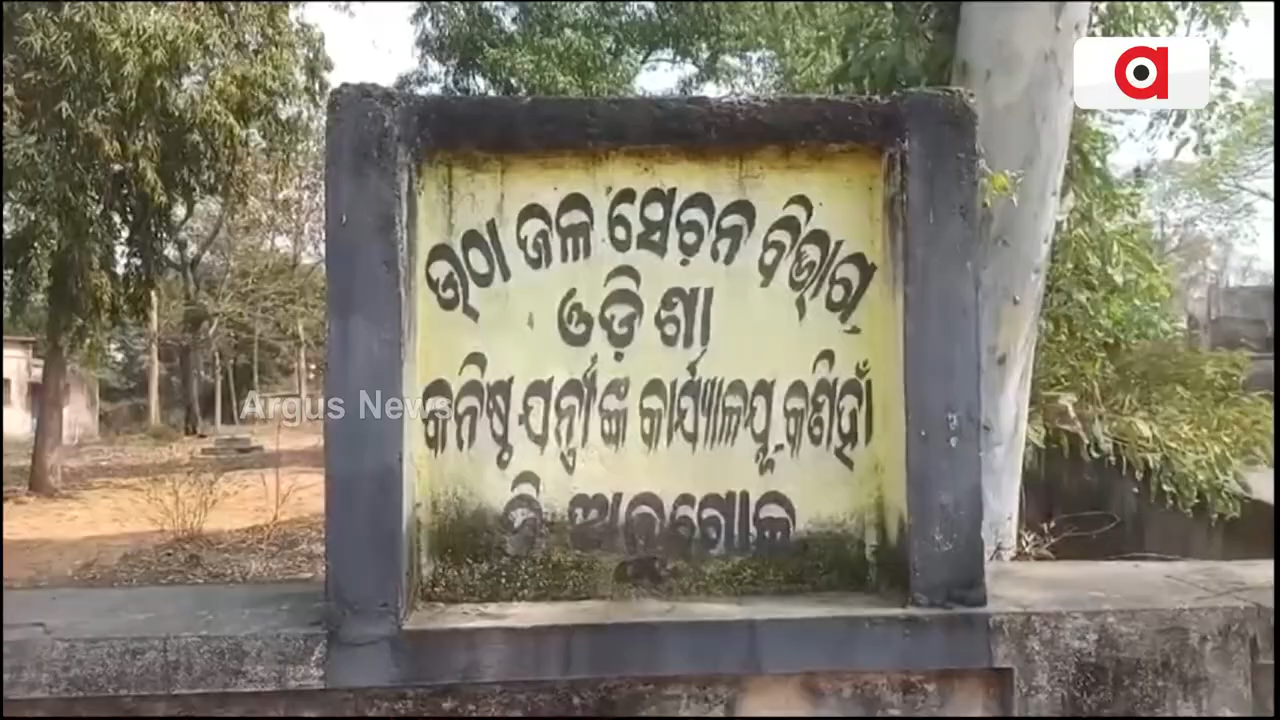 ଉଠା ଜଳ ସେଚନ ବିଭାଗ
ଓଡ଼ିଶା
କନିଷ୍ଠ ଯନ୍ତ୍ରୀଙ୍କ କାର୍ଯ୍ୟାଳୟ, କଣିହାଁ
ଅନୁଗୋଳ
Argus News
a